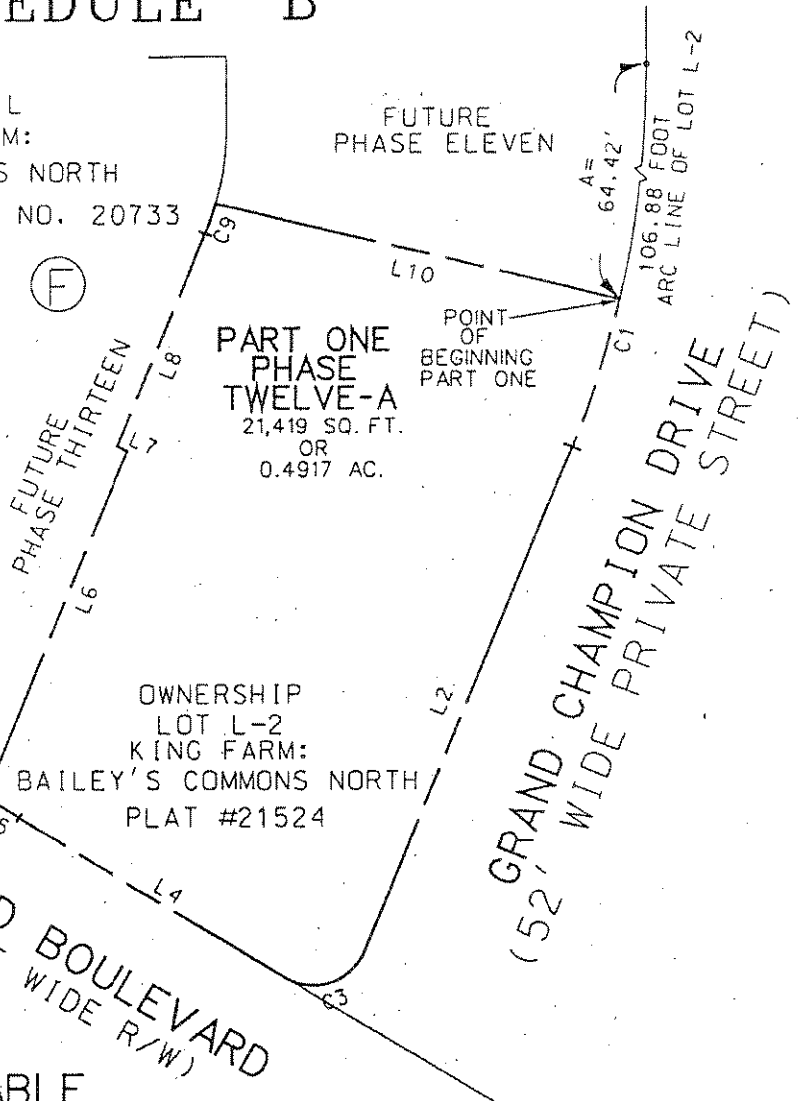 EDULE "B"
L
M:
S NORTH
NO. 20733
F
FUTURE
PHASE ELEVEN
A=
64.42'
106.88 FOOT
ARC LINE OF LOT L-2
C9
L10
POINT
OF
BEGINNING
PART ONE
C1
PART ONE
PHASE
TWELVE-A
21,419 SQ. FT.
OR
0.4917 AC.
L8
L7
FUTURE
PHASE THIRTEEN
L6
L2
GRAND CHAMPION DRIVE
(52' WIDE PRIVATE STREET)
OWNERSHIP
LOT L-2
KING FARM:
BAILEY'S COMMONS NORTH
PLAT #21524
L4
C3
BOULEVARD
WIDE R/W)
ABLE